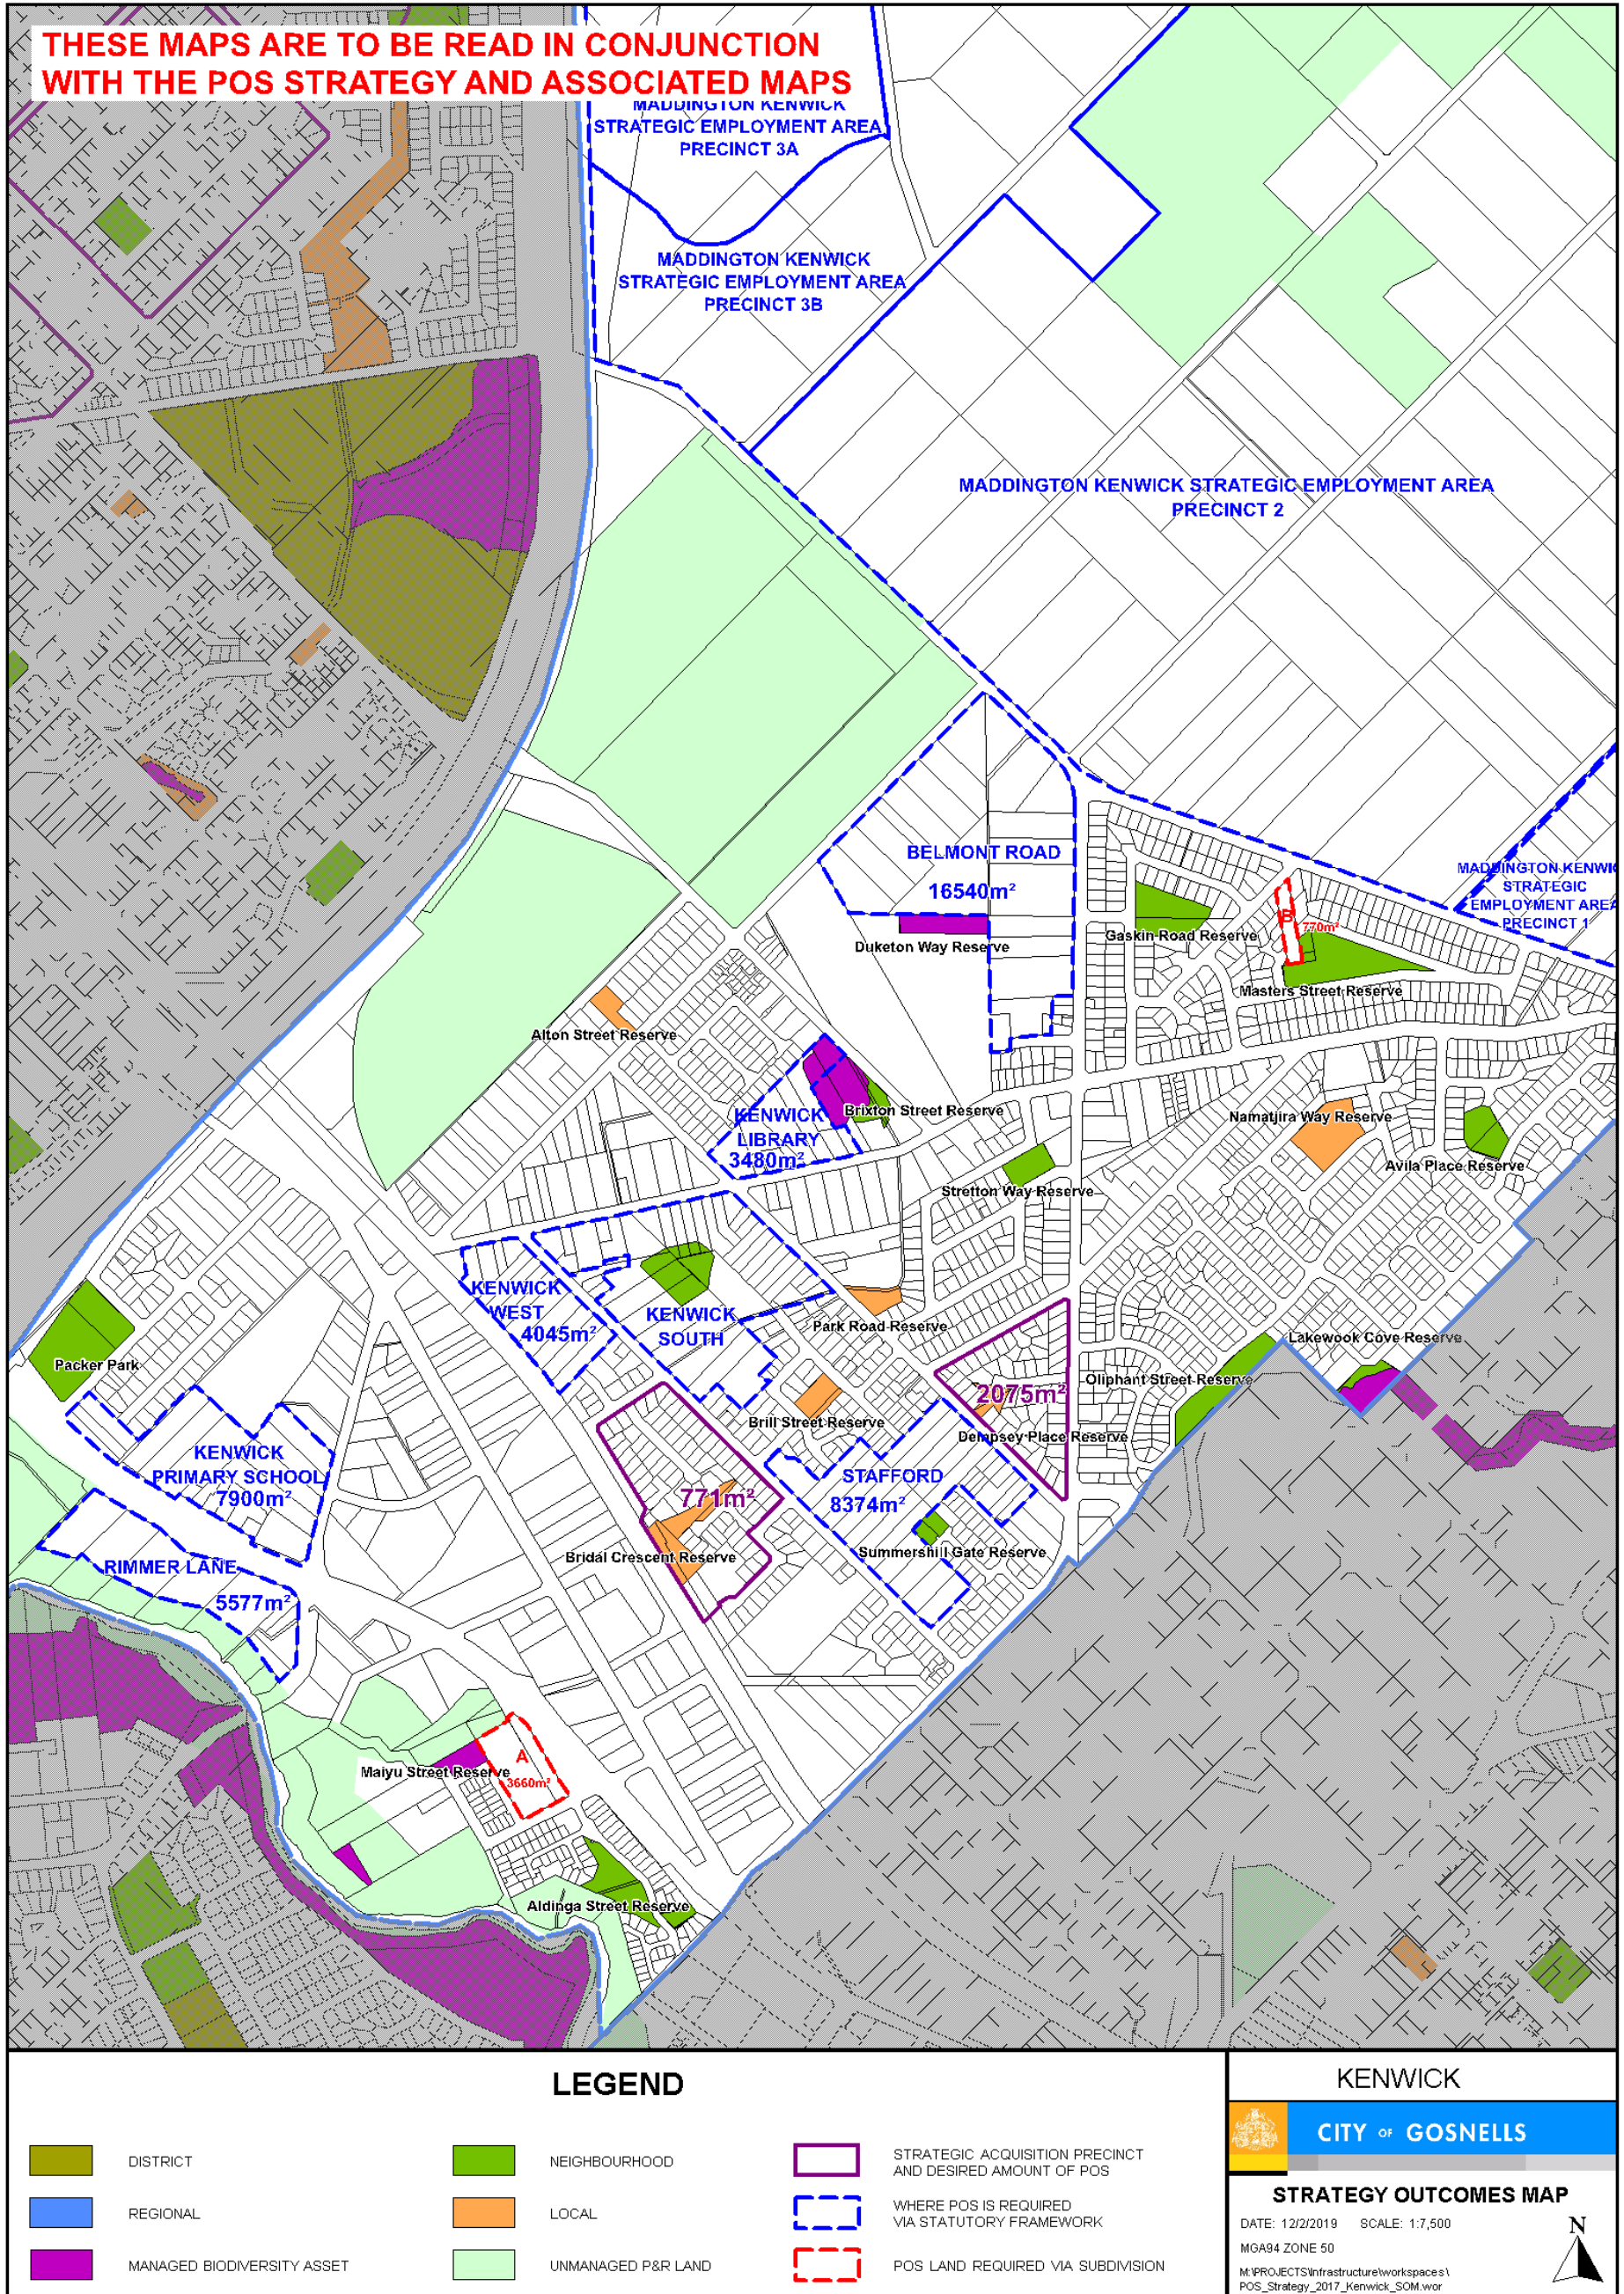 THESE MAPS ARE TO BE READ IN CONJUNCTION
WITH THE POS STRATEGY AND ASSOCIATED MAPS
MADDINGTON KENWICK
STRATEGIC EMPLOYMENT AREA
PRECINCT 3A
MADDINGTON KENWICK
STRATEGIC EMPLOYMENT AREA
PRECINCT 3B
MADDINGTON KENWICK STRATEGIC EMPLOYMENT AREA
PRECINCT 2
BELMONT ROAD
16540m²
MADDINGTON KENWI
STRATEGIC
EMPLOYMENT AREA
PRECINCT 1
B
770m²
Duketon Way Reserve
Gaskin Road Reserve
Masters Street Reserve
Alton Street Reserve
KENWICK
LIBRARY
3480m²
Brixton Street Reserve
Namatjira Way Reserve
Avila Place Reserve
Stretton Way Reserve
KENWICK
WEST
4045m²
KENWICK
SOUTH
Park Road Reserve
Lakewook Cove Reserve
Packer Park
2075m²
Oliphant Street Reserve
Brill Street Reserve
Dempsey Place Reserve
KENWICK
PRIMARY SCHOOL
7900m²
STAFFORD
8374m²
771m²
Bridal Crescent Reserve
Summershill Gate Reserve
RIMMER LANE
5577m²
A
3660m²
Maiyu Street Reserve
Aldinga Street Reserve
LEGEND
DISTRICT
REGIONAL
MANAGED BIODIVERSITY ASSET
NEIGHBOURHOOD
LOCAL
UNMANAGED P&R LAND
STRATEGIC ACQUISITION PRECINCT
AND DESIRED AMOUNT OF POS
WHERE POS IS REQUIRED
VIA STATUTORY FRAMEWORK
POS LAND REQUIRED VIA SUBDIVISION
KENWICK
CITY OF GOSNELLS
STRATEGY OUTCOMES MAP
DATE: 12/2/2019 SCALE: 1:7,500
MGA94 ZONE 50
N
M:\PROJECTS\Infrastructure\workspaces\
POS_Strategy_2017_Kenwick_SOM.wor